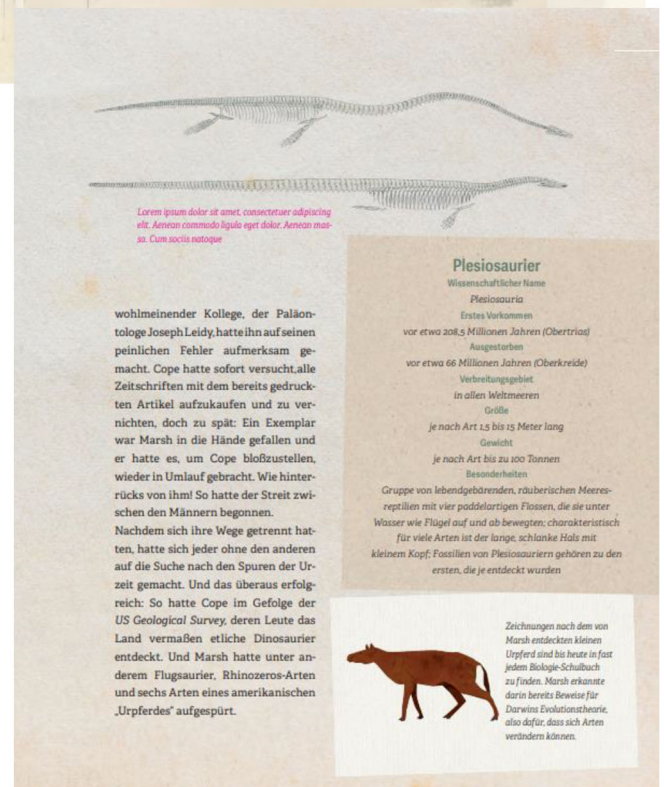 Lorem ipsum dolor sit amet, consectetuer adipiscing
elit. Aenean commodo ligula eget dolor. Aenean mas-
sa. Cum sociis natoque
wohlmeinender Kollege, der Paläon-
tologe Joseph Leidy, hatte ihn auf seinen
peinlichen Fehler aufmerksam ge-
macht. Cope hatte sofort versucht,alle
Zeitschriften mit dem bereits gedruck-
ten Artikel aufzukaufen und zu ver-
nichten, doch zu spät: Ein Exemplar
war Marsh in die Hände gefallen und
er hatte es, um Cope bloßzustellen,
wieder in Umlauf gebracht. Wie hinter-
rücks von ihm! So hatte der Streit zwi-
schen den Männern begonnen.
Nachdem sich ihre Wege getrennt hat-
ten, hatte sich jeder ohne den anderen
auf die Suche nach den Spuren der Ur-
zeit gemacht. Und das überaus erfolg-
reich: So hatte Cope im Gefolge der
US Geological Survey, deren Leute das
Land vermaßen etliche Dinosaurier
entdeckt. Und Marsh hatte unter an-
derem Flugsaurier, Rhinozeros-Arten
und sechs Arten eines amerikanischen
„Urpferdes“ aufgespürt.
Plesiosaurier
Wissenschaftlicher Name
Plesiosauria
Erstes Vorkommen
vor etwa 208,5 Millionen Jahren (Obertrias)
Ausgestorben
vor etwa 66 Millionen Jahren (Oberkreide)
Verbreitungsgebiet
in allen Weltmeeren
Größe
je nach Art 1,5 bis 15 Meter lang
Gewicht
je nach Art bis zu 100 Tonnen
Besonderheiten
Gruppe von lebendgebärenden, räuberischen Meeres-
reptilien mit vier paddelartigen Flossen, die sie unter
Wasser wie Flügel auf und ab bewegten; charakteristisch
für viele Arten ist der lange, schlanke Hals mit
kleinem Kopf; Fossilien von Plesiosauriern gehören zu den
ersten, die je entdeckt wurden
Zeichnungen nach dem von
Marsh entdeckten kleinen
Urpferd sind bis heute in fast
jedem Biologie-Schulbuch
zu finden. Marsh erkannte
darin bereits Beweise für
Darwins Evolutionstheorie,
also dafür, dass sich Arten
verändern können.